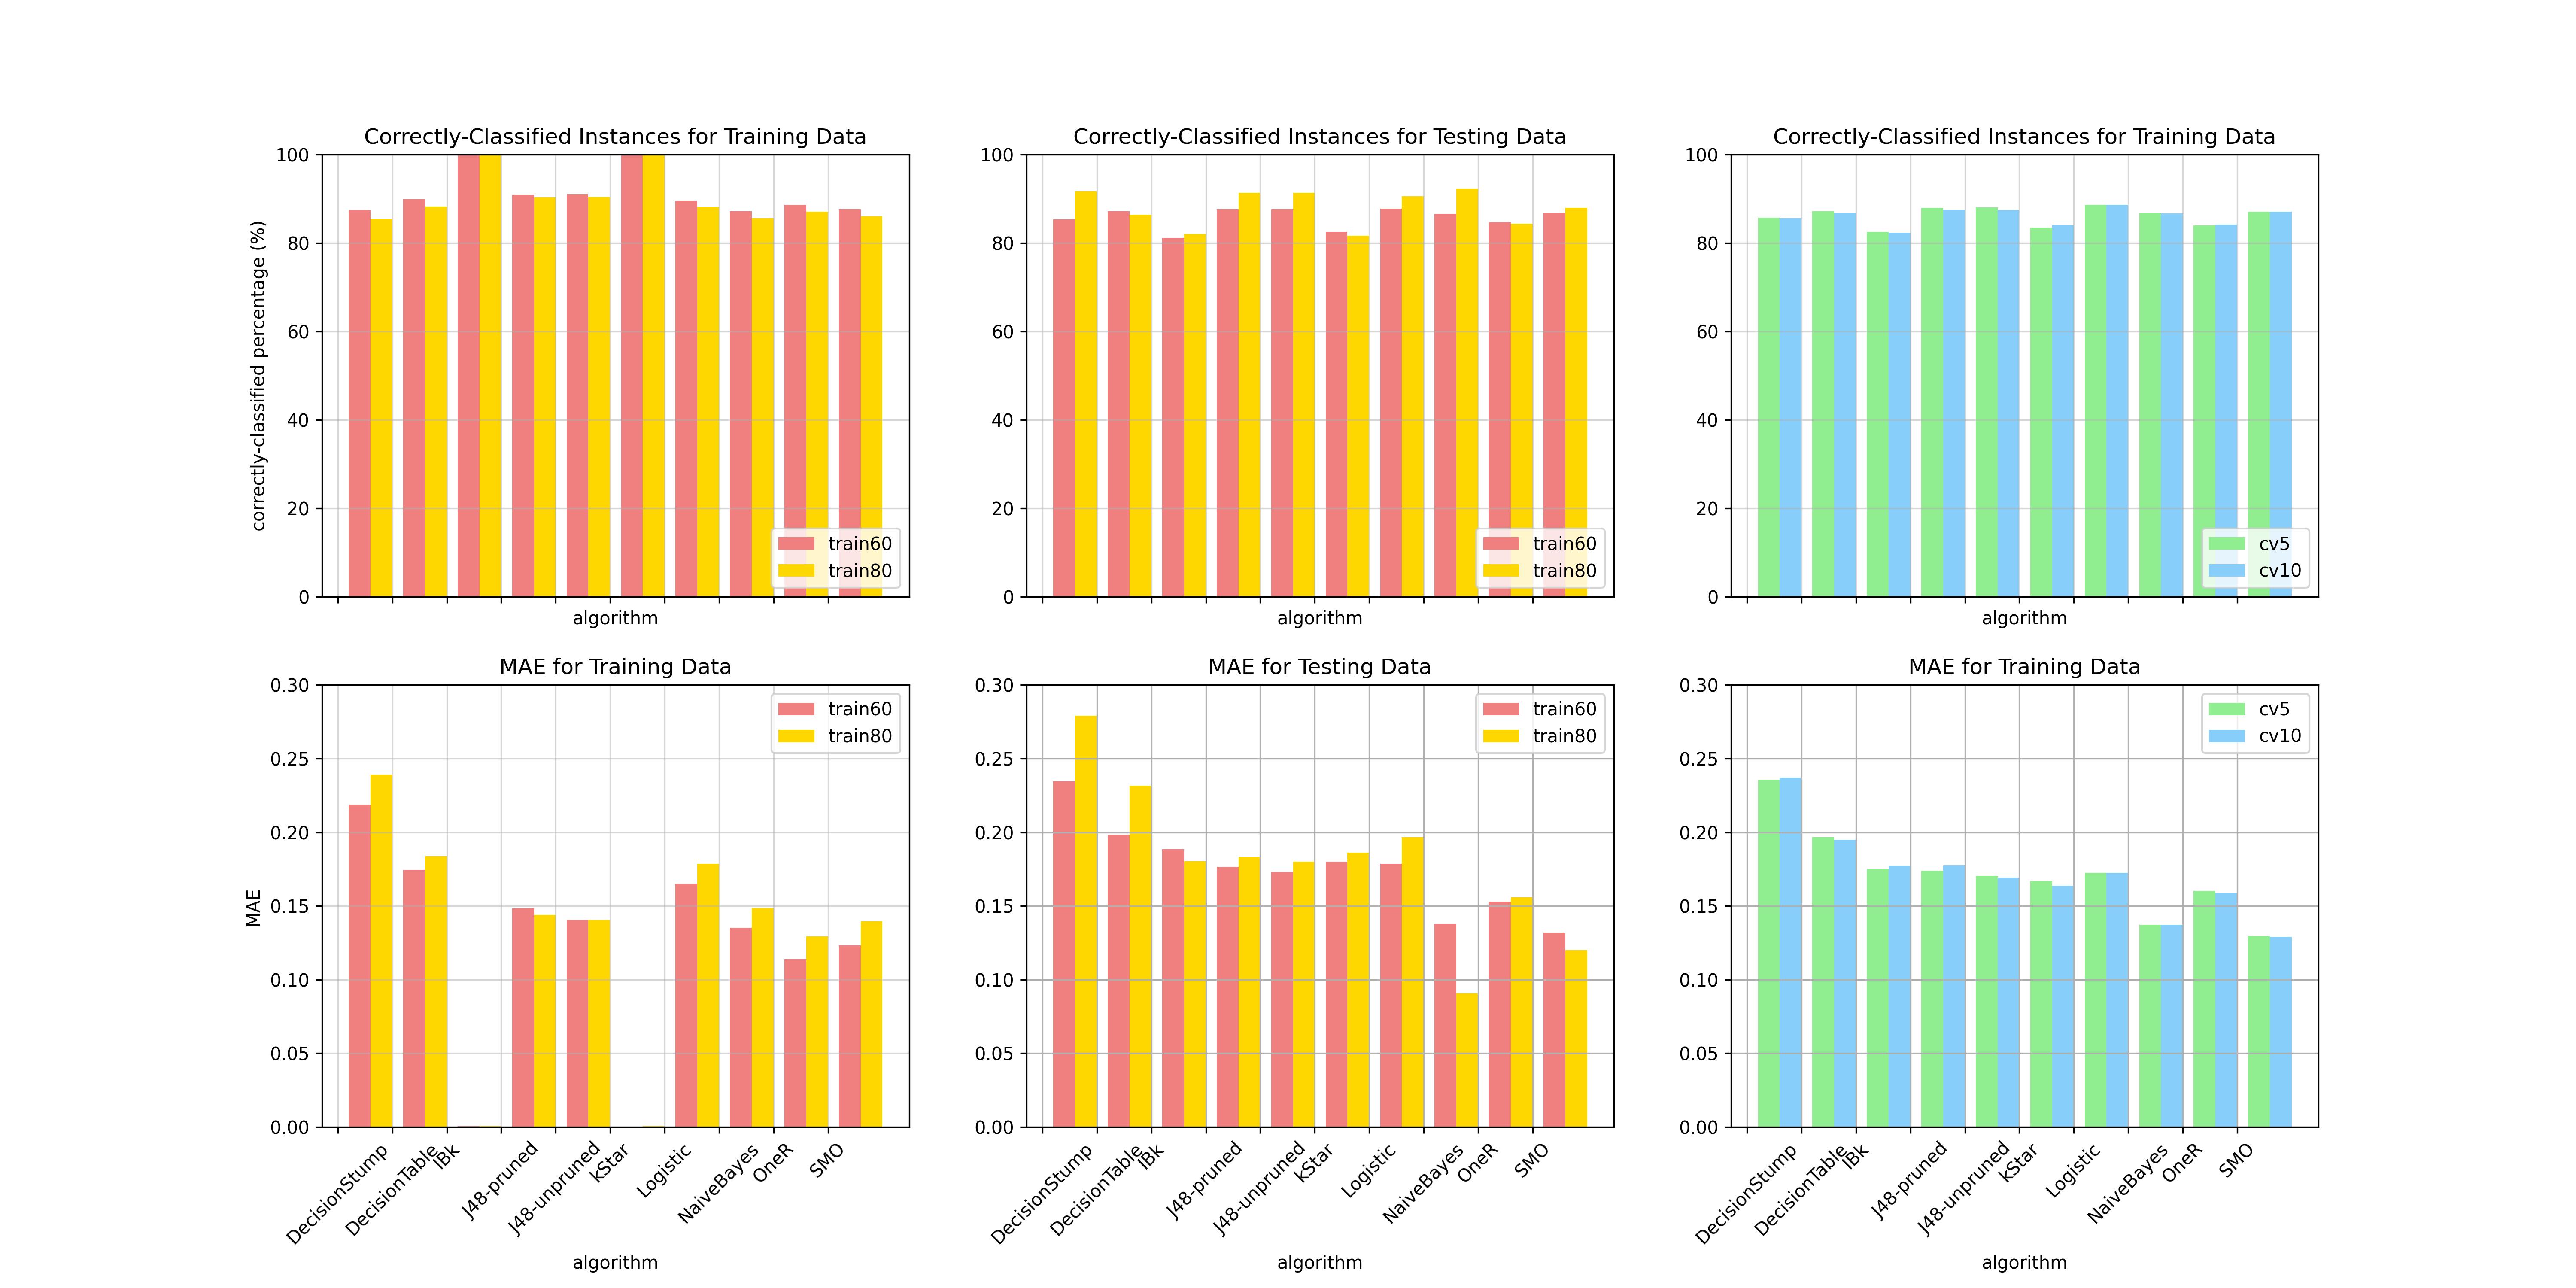 Correctly-Classified Instances for Training Data
100
80
60
40
20
0
correctly-classified percentage (%)
train60
train80
algorithm
Correctly-Classified Instances for Testing Data
100
80
60
40
20
0
train60
train80
algorithm
Correctly-Classified Instances for Training Data
100
80
60
40
20
0
cv5
cv10
algorithm
MAE for Training Data
0.30
0.25
0.20
0.15
0.10
0.05
0.00
MAE
train60
train80
DecisionStump
DecisionTable
IBk
J48-pruned
J48-unpruned
kStar
Logistic
NaiveBayes
OneR
SMO
algorithm
MAE for Testing Data
0.30
0.25
0.20
0.15
0.10
0.05
0.00
train60
train80
DecisionStump
DecisionTable
IBk
J48-pruned
J48-unpruned
kStar
Logistic
NaiveBayes
OneR
SMO
algorithm
MAE for Training Data
0.30
0.25
0.20
0.15
0.10
0.05
0.00
cv5
cv10
DecisionStump
DecisionTable
IBk
J48-pruned
J48-unpruned
kStar
Logistic
NaiveBayes
OneR
SMO
algorithm